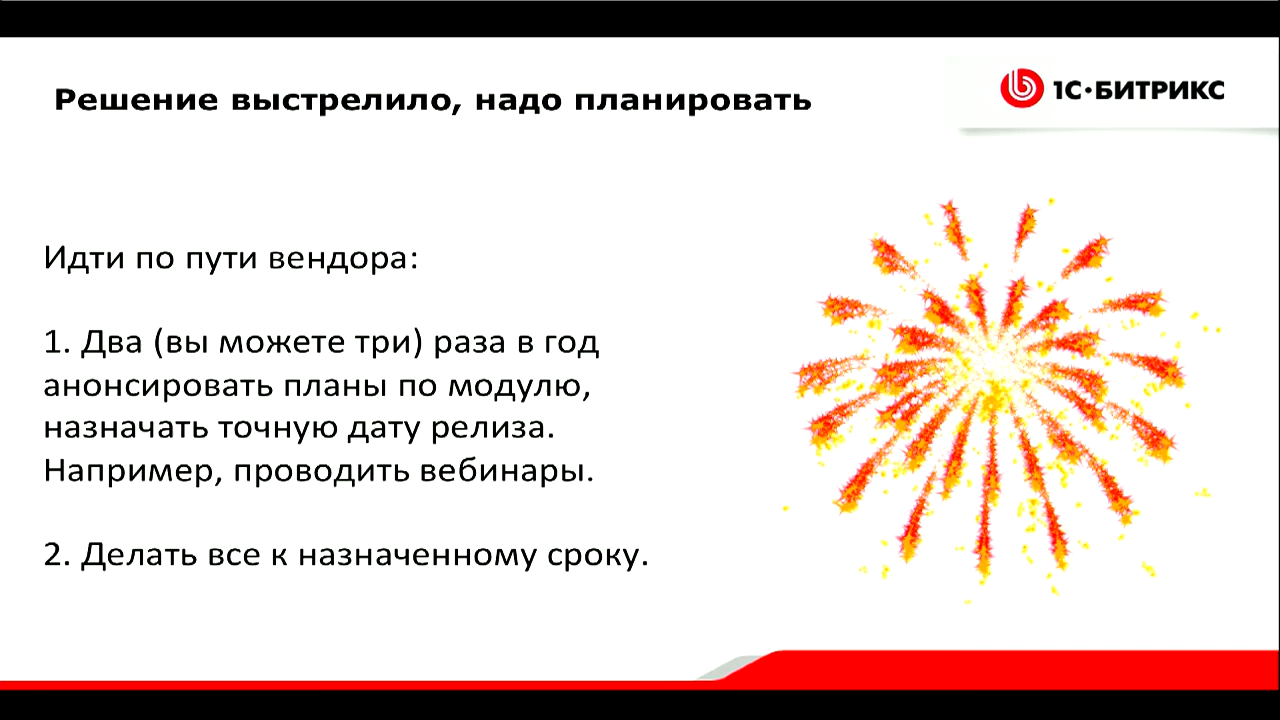 Решение выстрелило, надо планировать
1С·БИТРИКС
Идти по пути вендора:
1. Два (вы можете три) раза в год
анонсировать планы по модулю,
назначать точную дату релиза.
Например, проводить вебинары.
2. Делать все к назначенному сроку.